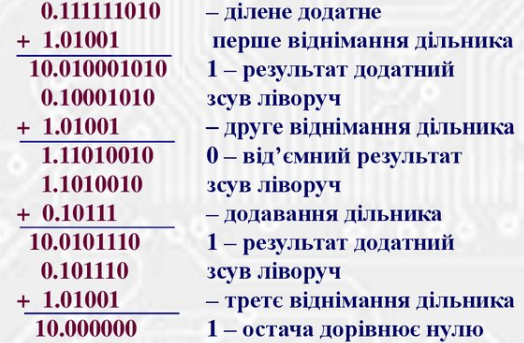 0.111111010 – ділене додатне
+ 1.01001 перше віднімання дільника
10.010001010 1 – результат додатний
0.10001010 зсув ліворуч
+ 1.01001 – друге віднімання дільника
1.11010010 0 – від’ємний результат
1.1010010 зсув ліворуч
+ 0.10111 – додавання дільника
10.0101110 1 – результат додатний
0.101110 зсув ліворуч
+ 1.01001 – третє віднімання дільника
10.000000 1 – остача дорівнює нулю